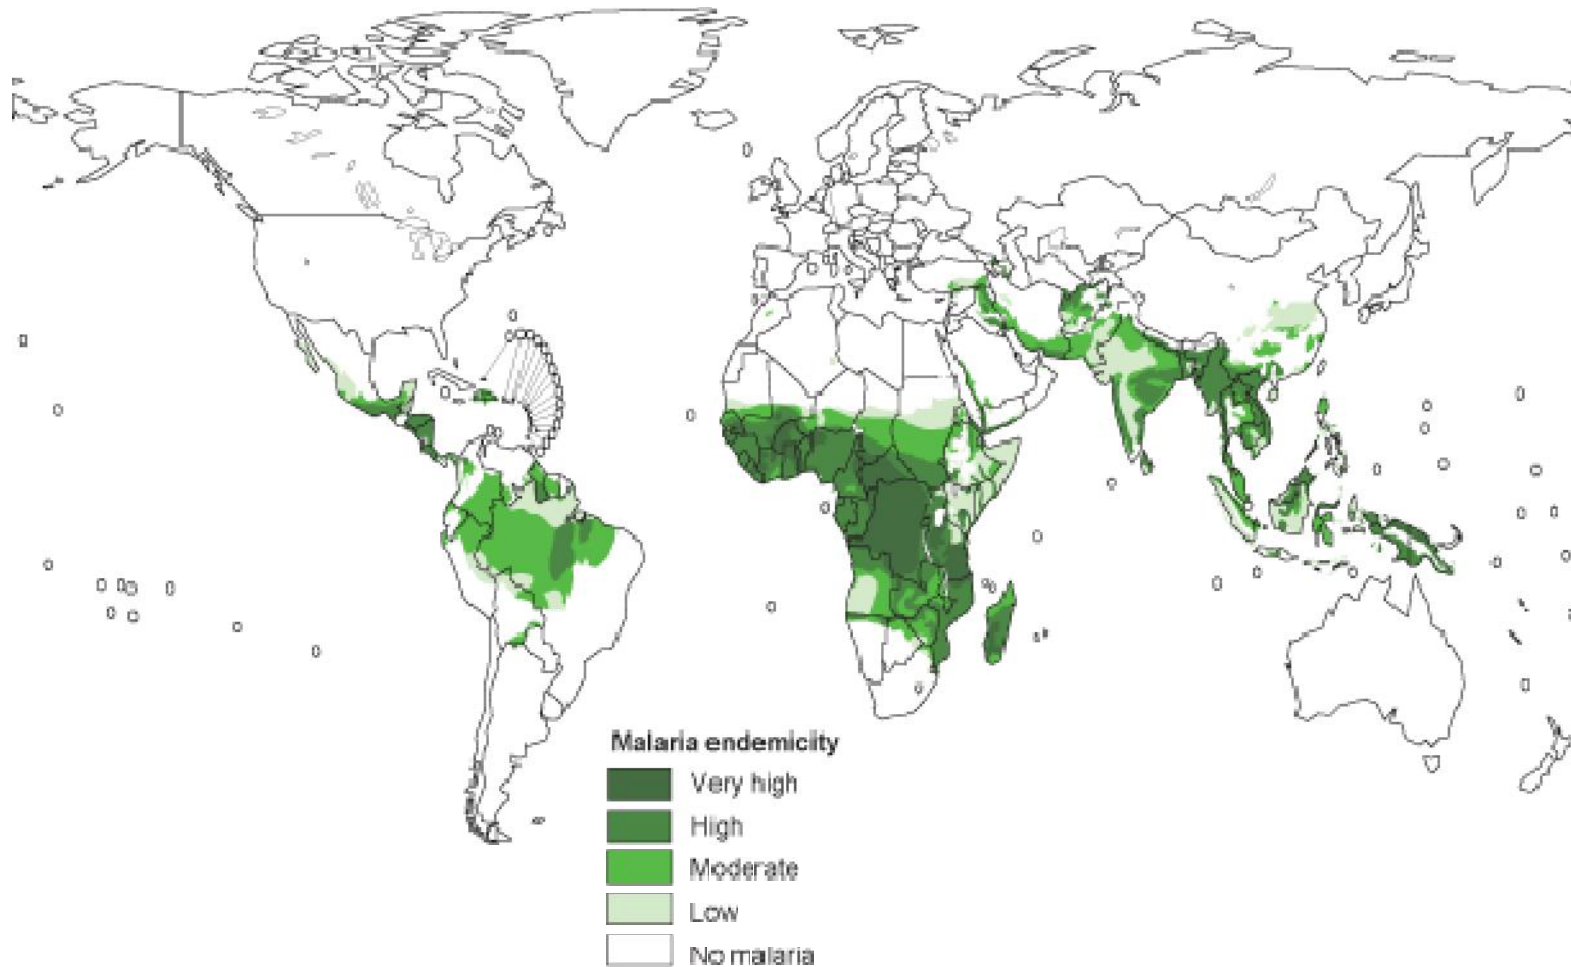 Malaria endemicity
Very high
High
Moderate
Low
No malaria